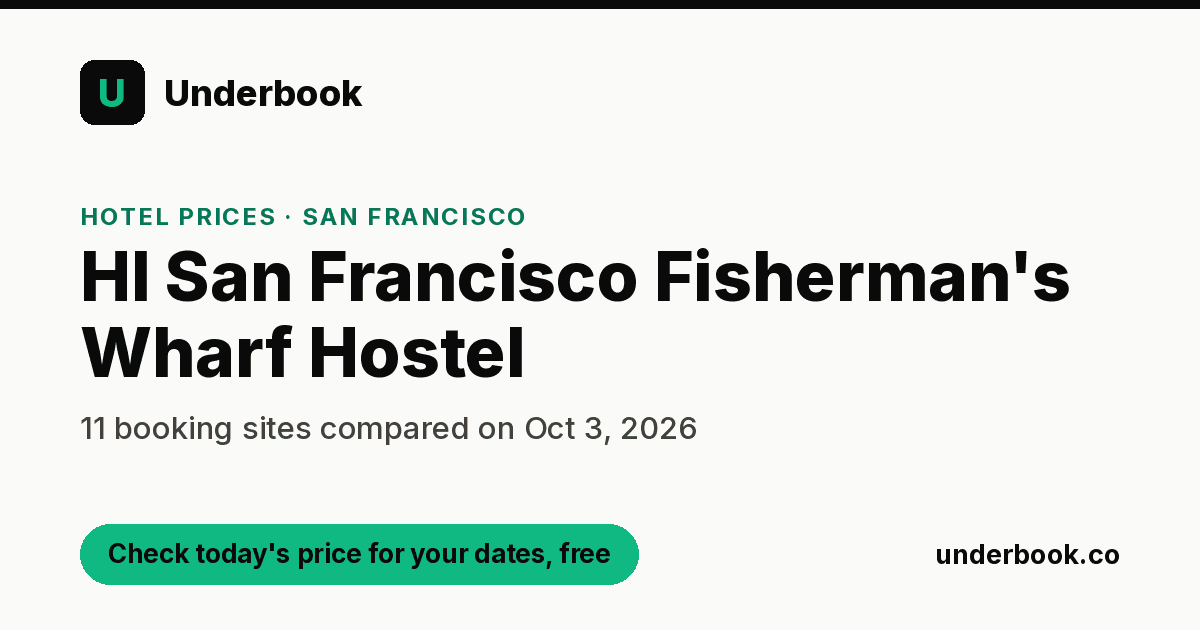 U
Underbook
HOTEL PRICES · SAN FRANCISCO
HI San Francisco Fisherman's
Wharf Hostel
11 booking sites compared on Oct 3, 2026
Check today's price for your dates, free
underbook.co